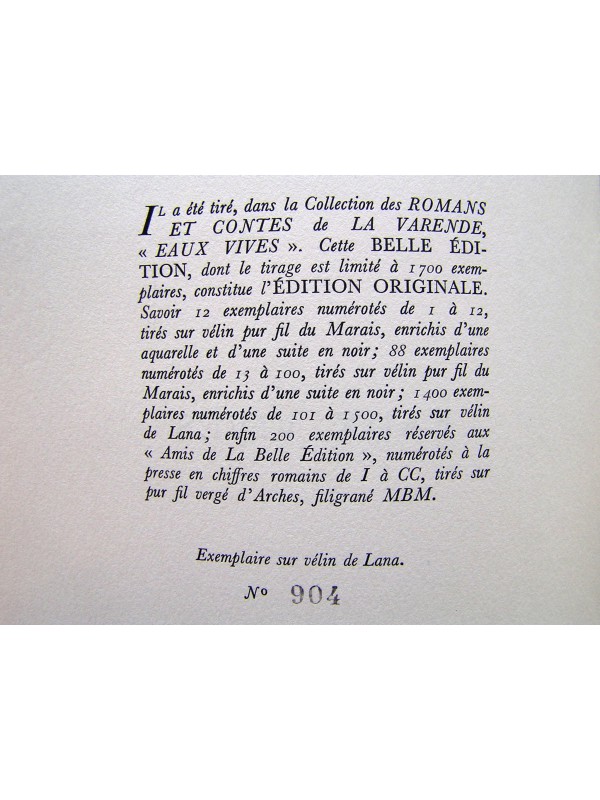 IL a été tiré, dans la Collection des ROMANS
ET CONTES de LA VARENDE,
« EAUX VIVES ». Cette BELLE ÉDI-
TION, dont le tirage est limité à 1700 exem-
plaires, constitue l'ÉDITION ORIGINALE.
Savoir 12 exemplaires numérotés de 1 à 12,
tirés sur vélin pur fil du Marais, enrichis d'une
aquarelle et d'une suite en noir ; 88 exemplaires
numérotés de 13 à 100, tirés sur vélin pur fil du
Marais, enrichis d'une suite en noir ; 1400 exem-
plaires numérotés de 101 à 1500, tirés sur vélin
de Lana ; enfin 200 exemplaires réservés aux
« Amis de La Belle Édition », numérotés à la
presse en chiffres romains de I à CC, tirés sur
pur fil vergé d'Arches, filigrané MBM.
Exemplaire sur vélin de Lana.
Nº 904